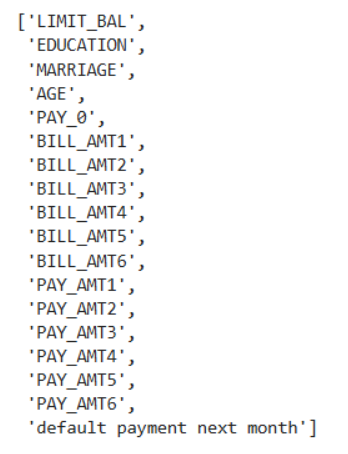 ['LIMIT_BAL',
'EDUCATION',
'MARRIAGE',
'AGE',
'PAY_0',
'BILL_AMT1',
'BILL_AMT2',
'BILL_AMT3',
'BILL_AMT4',
'BILL_AMT5',
'BILL_AMT6',
'PAY_AMT1',
'PAY_AMT2',
'PAY_AMT3',
'PAY_AMT4',
'PAY_AMT5',
'PAY_AMT6',
'default payment next month']